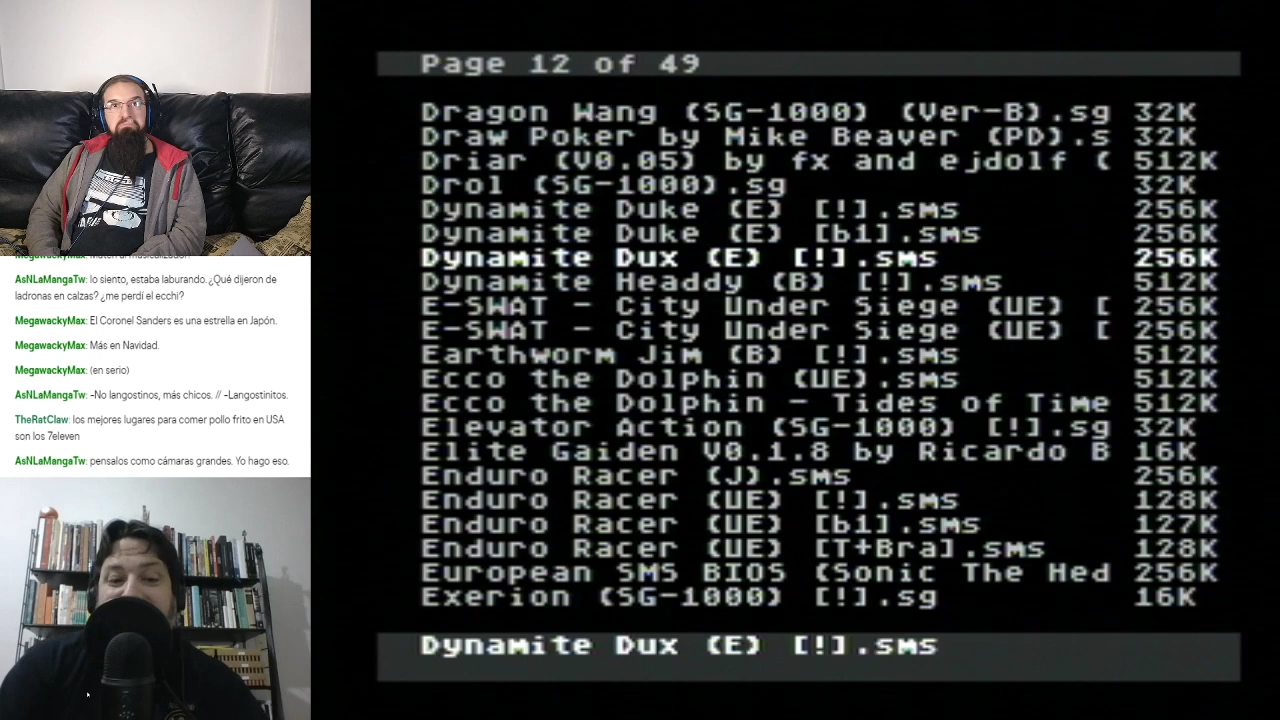 AsNLaMangaTw: lo siento, estaba laburando. ¿Qué dijeron de
ladronas en calzas? ¿me perdí el ecchi?
MegawackyMax: El Coronel Sanders es una estrella en Japón.
MegawackyMax: Más en Navidad.
MegawackyMax: (en serio)
AsNLaMangaTw: -No langostinos, más chicos. // -Langostinitos.
TheRatClaw: los mejores lugares para comer pollo frito en USA
son los 7eleven
AsNLaMangaTw: pensalos como cámaras grandes. Yo hago eso.
Page 12 of 49
Dragon Wang (SG-1000) (Ver-B).sg 32K
Draw Poker by Mike Beaver (PD).s 32K
Driar (V0.05) by fx and ejdolf ( 512K
Drol (SG-1000).sg 32K
Dynamite Duke (E) [!].sms 256K
Dynamite Duke (E) [b1].sms 256K
Dynamite Dux (E) [!].sms 256K
Dynamite Headdy (B) [!].sms 512K
E-SWAT - City Under Siege (UE) [ 256K
E-SWAT - City Under Siege (UE) [ 256K
Earthworm Jim (B) [!].sms 512K
Ecco the Dolphin (UE).sms 512K
Ecco the Dolphin - Tides of Time 512K
Elevator Action (SG-1000) [!].sg 32K
Elite Gaiden V0.1.8 by Ricardo B 16K
Enduro Racer (J).sms 256K
Enduro Racer (UE) [!].sms 128K
Enduro Racer (UE) [b1].sms 127K
Enduro Racer (UE) [T+Bra].sms 128K
European SMS BIOS (Sonic The Hed 256K
Exerion (SG-1000) [!].sg 16K
Dynamite Dux (E) [!].sms